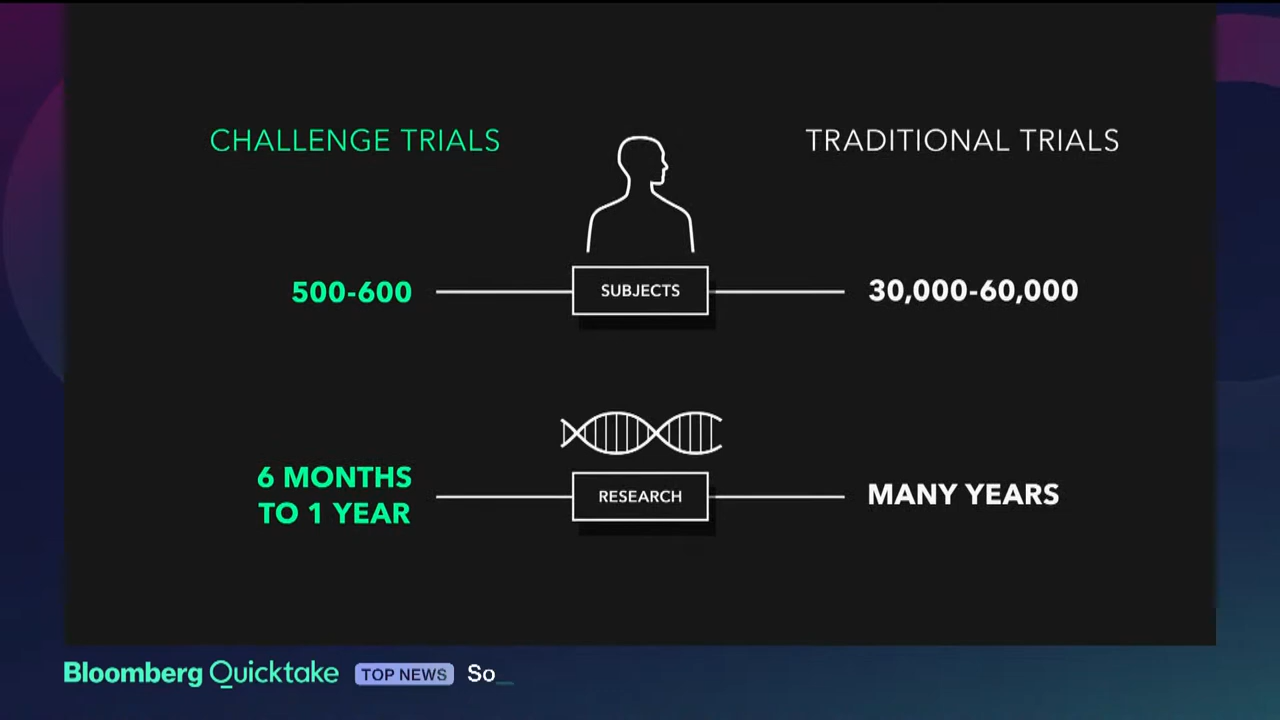 CHALLENGE TRIALS
TRADITIONAL TRIALS
500-600
SUBJECTS
30,000-60,000
6 MONTHS
TO 1 YEAR
RESEARCH
MANY YEARS
Bloomberg Quicktake TOP NEWS So_